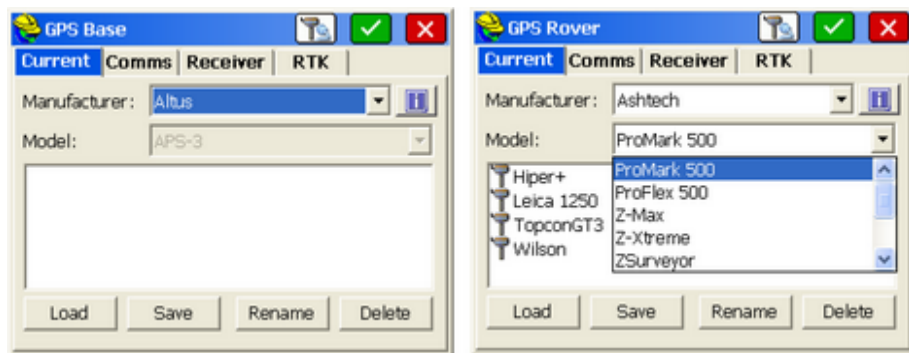 GPS Base
Current Comms Receiver RTK
Manufacturer: Altus
Model: APS-3
Load Save Rename Delete
GPS Rover
Current Comms Receiver RTK
Manufacturer: Ashtech
Model: ProMark 500
Hiper+
Leica 1250
TopconGT3
Wilson
ProMark 500
ProFlex 500
Z-Max
Z-Xtreme
ZSurveyor
Load Save Rename Delete